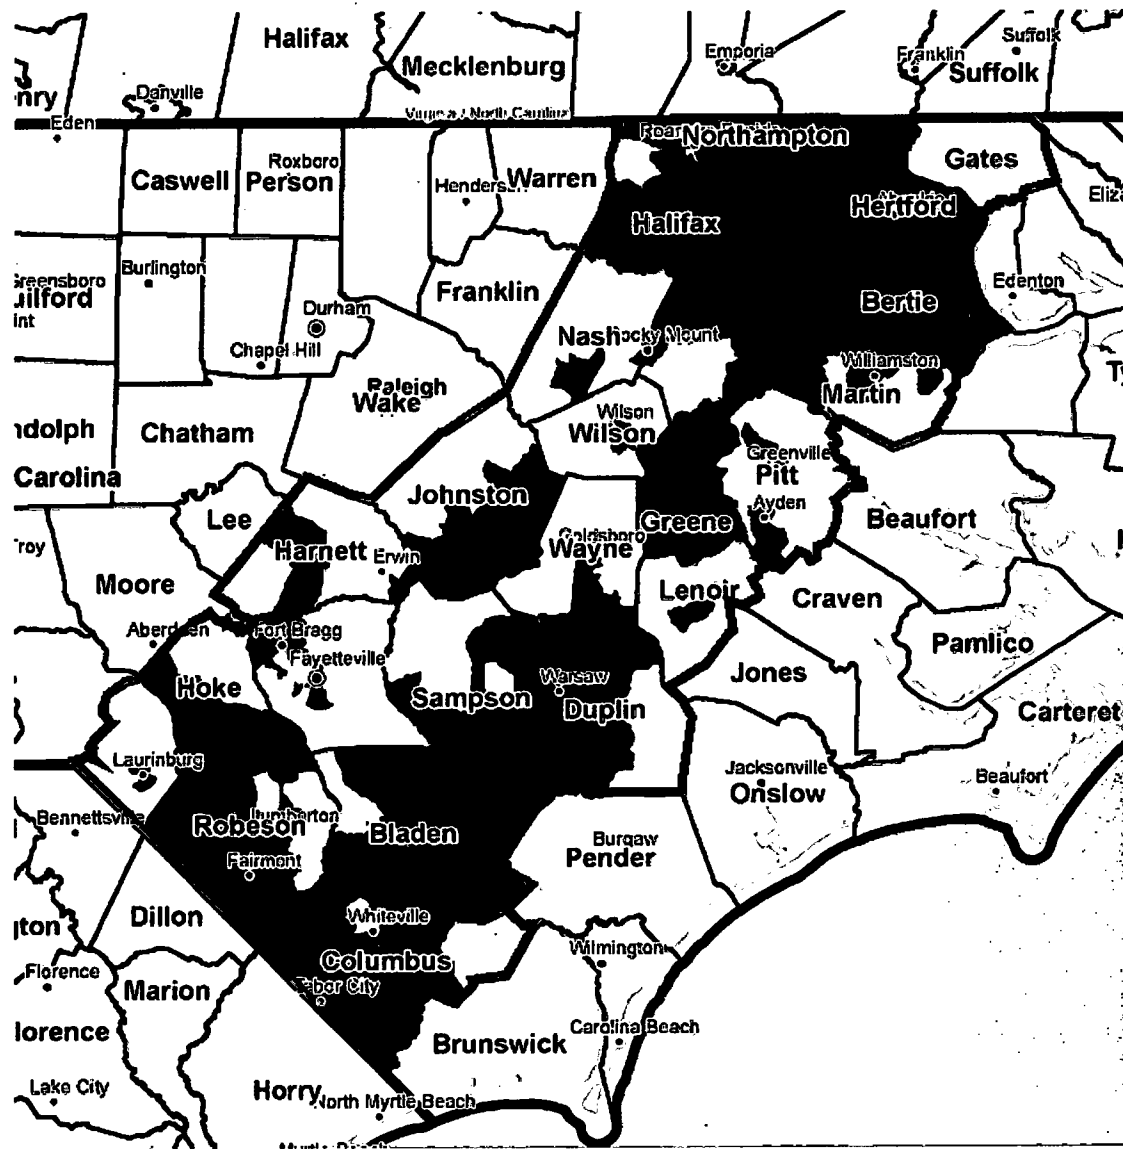 Halifax
Emporia
Suffolk
Franklin
Mecklenburg
Suffolk
Danville
Virginia / North Carolina
Eden
Northampton
Gates
Roxboro
Caswell
Person
Warren
Hertford
Halifax
Burlington
Franklin
Edenton
Bertie
Durham
Nash
Chapel Hill
Williamston
Raleigh
Wake
Martin
Wilson
Wilson
Chatham
Greenville
Pitt
Carolina
Johnston
Ayden
Lee
Greene
Beaufort
Goldsboro
Wayne
Harnett
Erwin
Moore
Lenoir
Craven
Fort Bragg
Pamlico
Fayetteville
Jones
Hoke
Warsaw
Sampson
Duplin
Carteret
Laurinburg
Jacksonville
Beaufort
Onslow
Bennettsville
Robeson
Bladen
Burgaw
Pender
Fairmont
Dillon
Whiteville
Wilmington
Columbus
Florence
Tabor City
Marion
Carolina Beach
Brunswick
Lake City
Horry
North Myrtle Beach